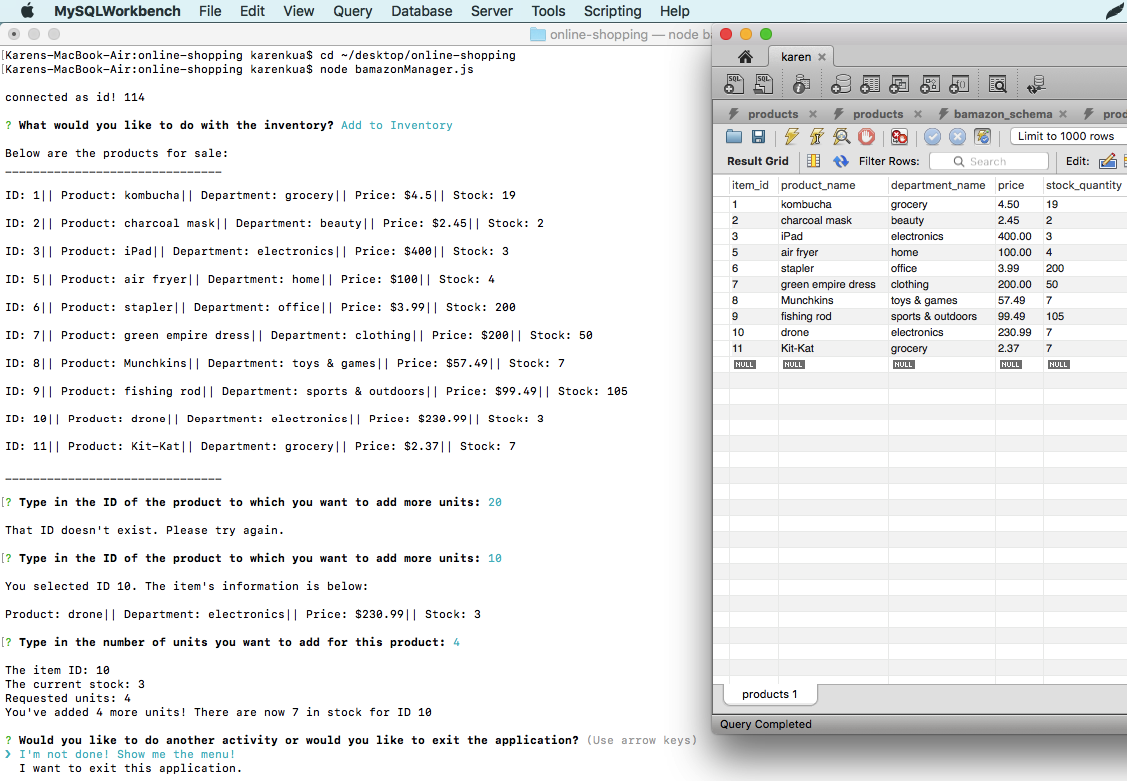 MySQLWorkbench File Edit View Query Database Server Tools Scripting Help
online-shopping — node ba
[Karens-MacBook-Air:online-shopping karenkua$ cd ~/desktop/online-shopping
[Karens-MacBook-Air:online-shopping karenkua$ node bamazonManager.js
connected as id! 114
? What would you like to do with the inventory? Add to Inventory
Below are the products for sale:
_______________________________
ID: 1|| Product: kombucha|| Department: grocery|| Price: $4.5|| Stock: 19
ID: 2|| Product: charcoal mask|| Department: beauty|| Price: $2.45|| Stock: 2
ID: 3|| Product: iPad|| Department: electronics|| Price: $400|| Stock: 3
ID: 5|| Product: air fryer|| Department: home|| Price: $100|| Stock: 4
ID: 6|| Product: stapler|| Department: office|| Price: $3.99|| Stock: 200
ID: 7|| Product: green empire dress|| Department: clothing|| Price: $200|| Stock: 50
ID: 8|| Product: Munchkins|| Department: toys & games|| Price: $57.49|| Stock: 7
ID: 9|| Product: fishing rod|| Department: sports & outdoors|| Price: $99.49|| Stock: 105
ID: 10|| Product: drone|| Department: electronics|| Price: $230.99|| Stock: 3
ID: 11|| Product: Kit-Kat|| Department: grocery|| Price: $2.37|| Stock: 7
_______________________________
[? Type in the ID of the product to which you want to add more units: 20
That ID doesn't exist. Please try again.
[? Type in the ID of the product to which you want to add more units: 10
You selected ID 10. The item's information is below:
Product: drone|| Department: electronics|| Price: $230.99|| Stock: 3
[? Type in the number of units you want to add for this product: 4
The item ID: 10
The current stock: 3
Requested units: 4
You've added 4 more units! There are now 7 in stock for ID 10
? Would you like to do another activity or would you like to exit the application? (Use arrow keys)
❯ I'm not done! Show me the menu!
I want to exit this application.
karen
SQL SQL
products products bamazon_schema proc
Limit to 1000 rows
Result Grid Filter Rows: Search Edit:
item_id product_name department_name price stock_quantity
1 kombucha grocery 4.50 19
2 charcoal mask beauty 2.45 2
3 iPad electronics 400.00 3
5 air fryer home 100.00 4
6 stapler office 3.99 200
7 green empire dress clothing 200.00 50
8 Munchkins toys & games 57.49 7
9 fishing rod sports & outdoors 99.49 105
10 drone electronics 230.99 7
11 Kit-Kat grocery 2.37 7
NULL NULL NULL NULL NULL
products 1
Query Completed